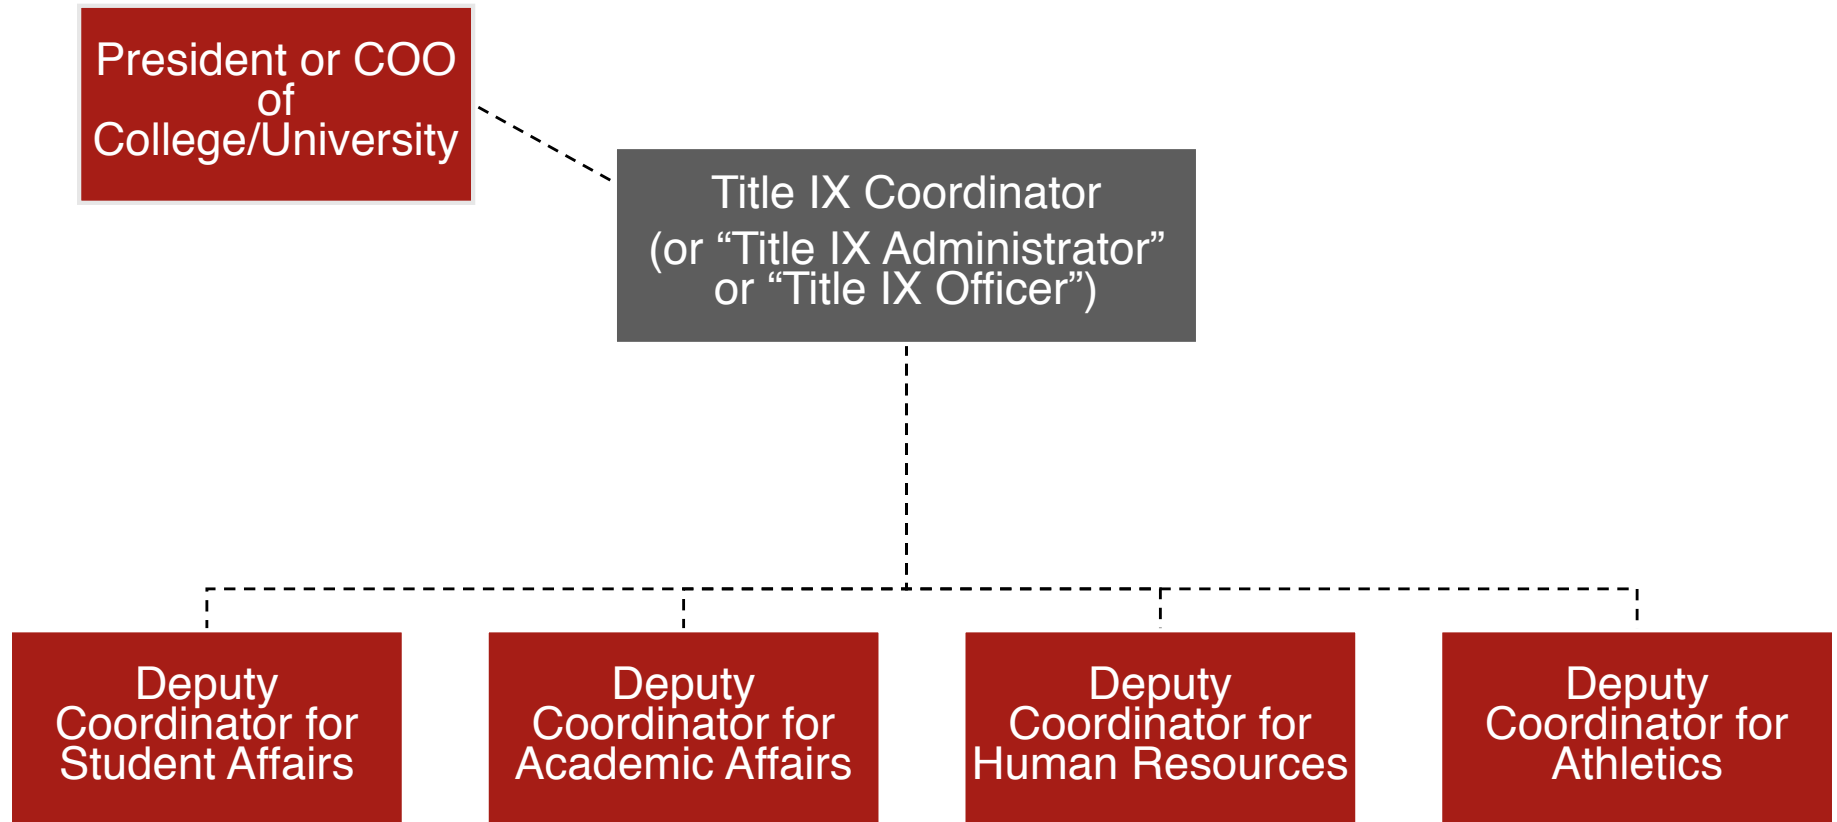 President or COO
of
College/University
Title IX Coordinator
(or “Title IX Administrator”
or “Title IX Officer”)
Deputy
Coordinator for
Student Affairs
Deputy
Coordinator for
Academic Affairs
Deputy
Coordinator for
Human Resources
Deputy
Coordinator for
Athletics